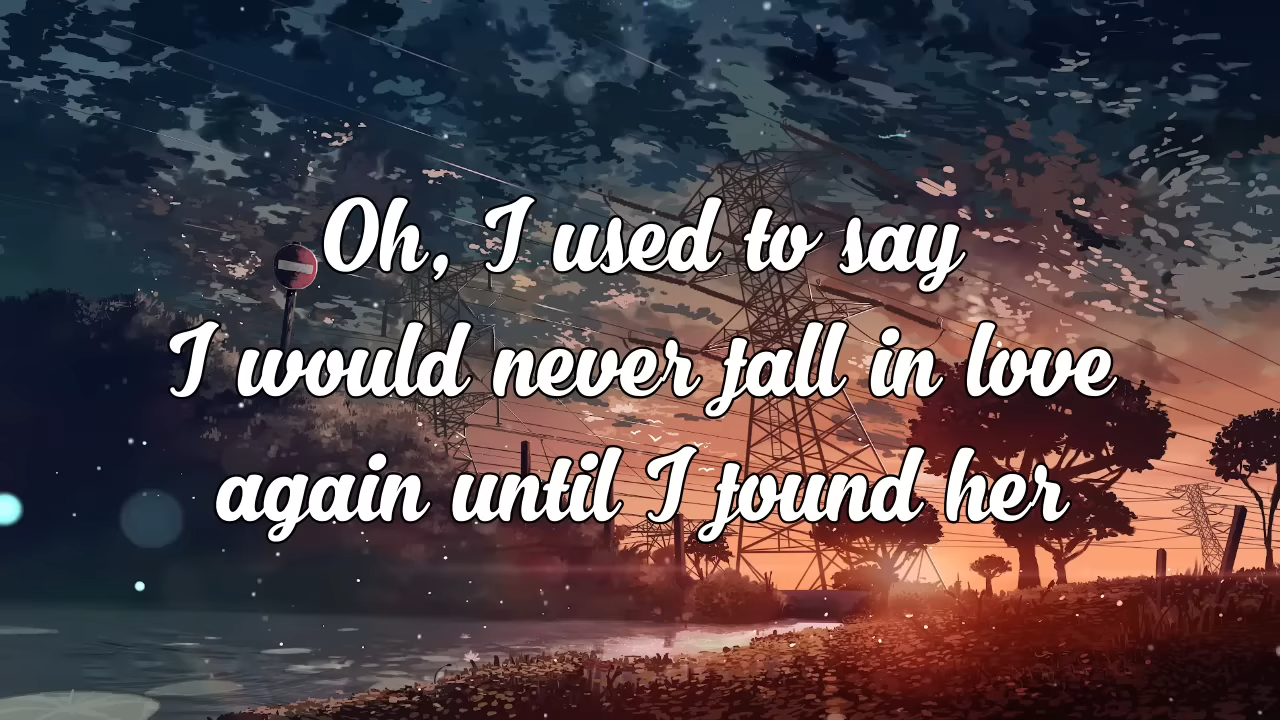 Oh, I used to say
I would never fall in love
again until I found her